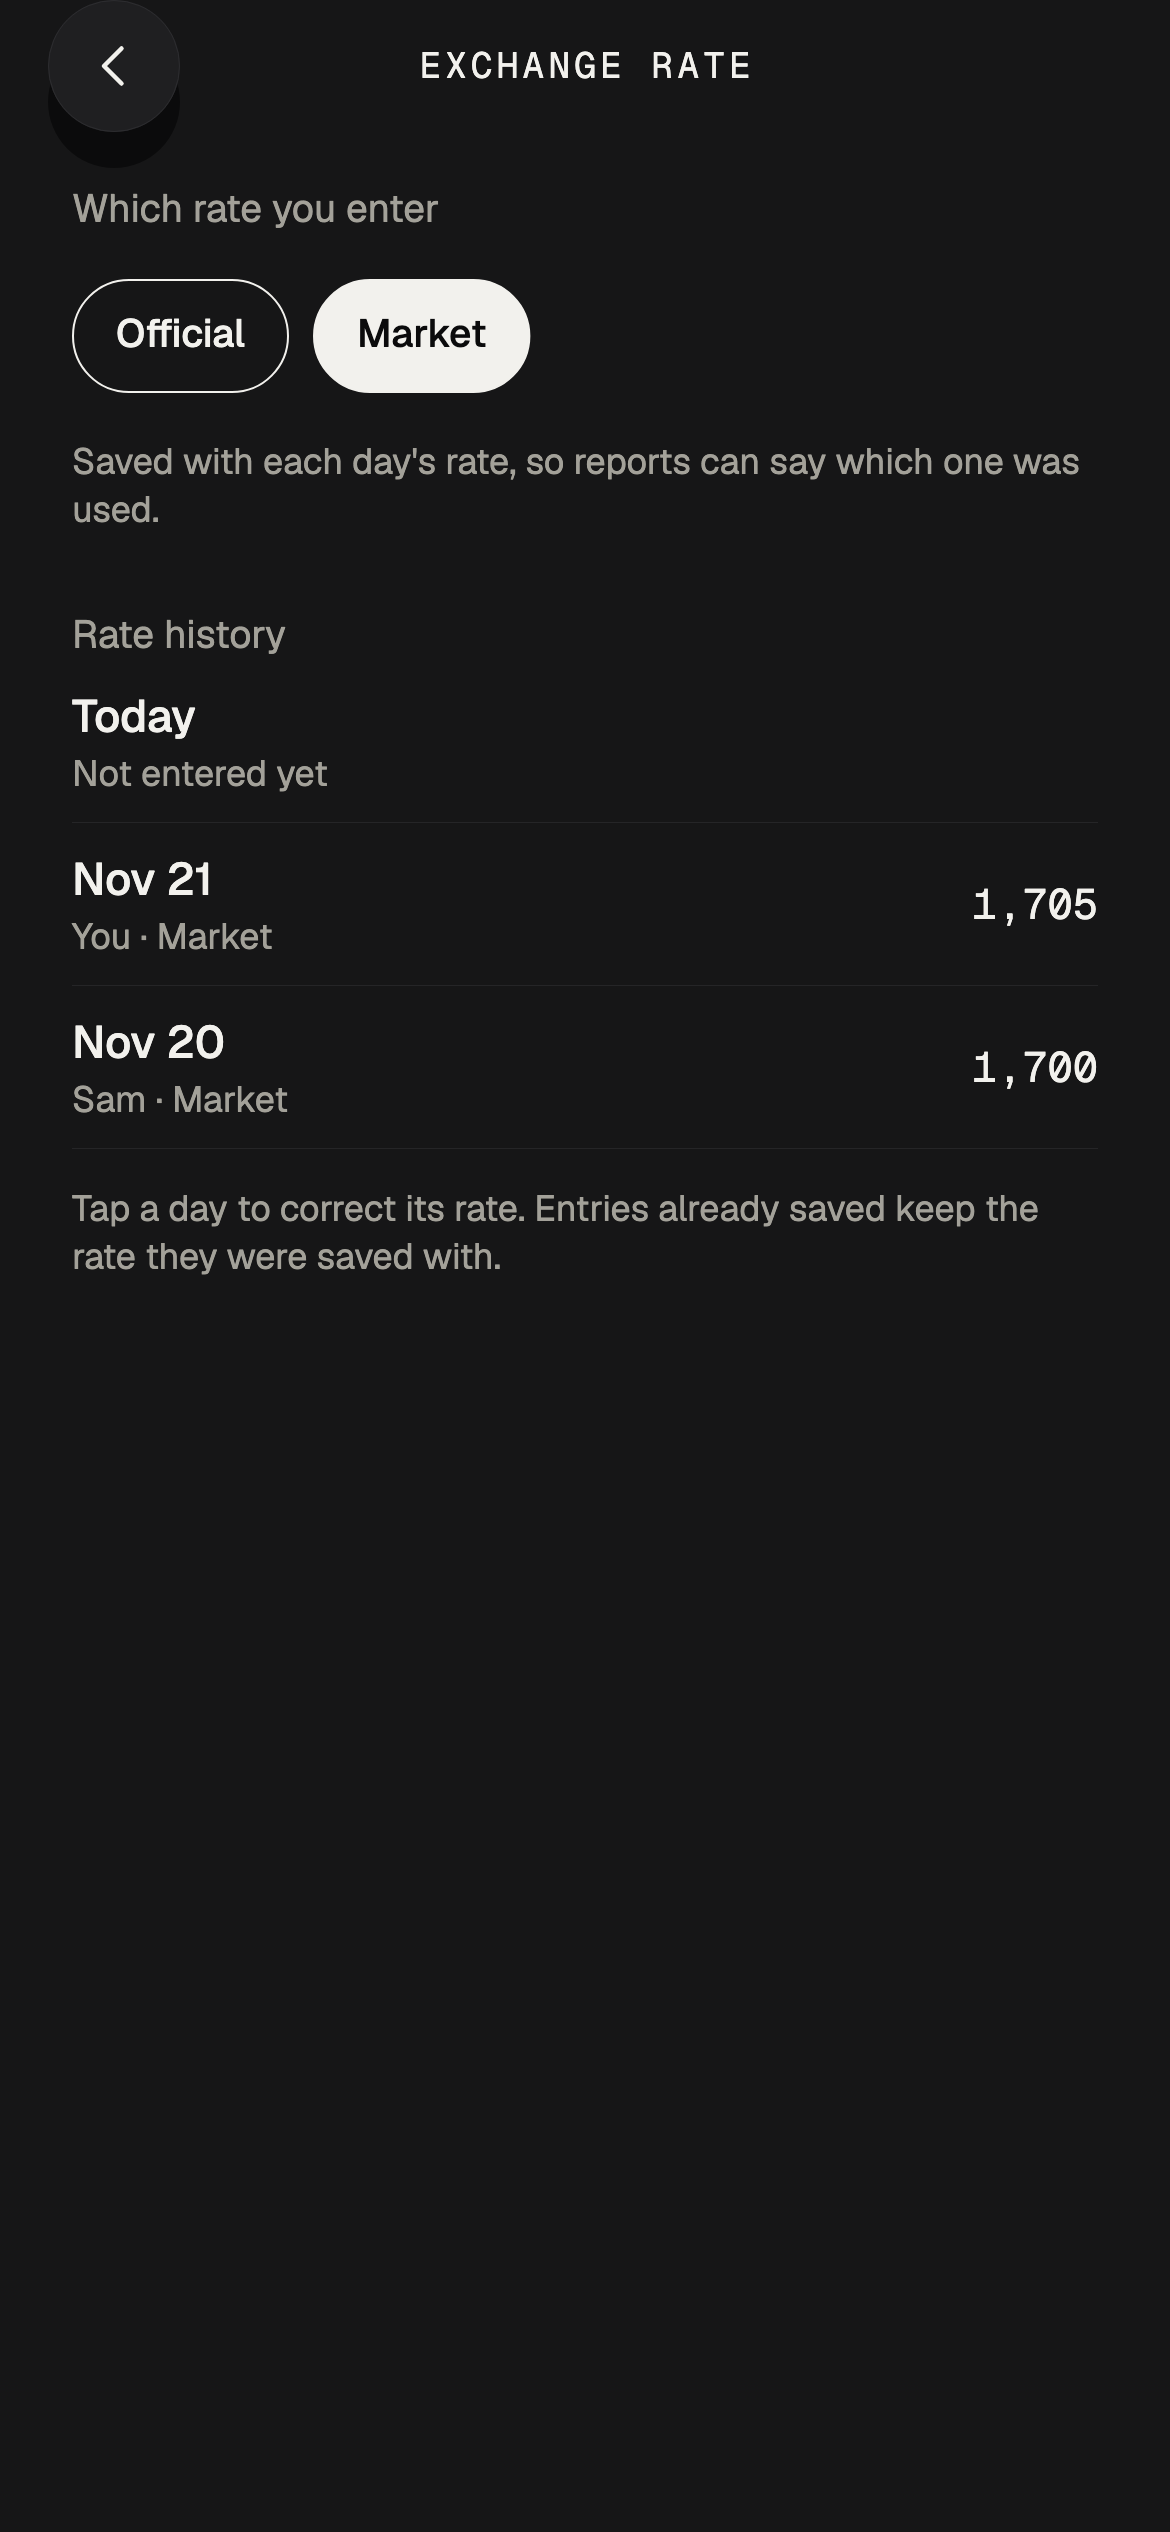 EXCHANGE RATE
Which rate you enter
Official
Market
Saved with each day's rate, so reports can say which one was
used.
Rate history
Today
Not entered yet
Nov 21
1,705
You · Market
Nov 20
1,700
Sam · Market
Tap a day to correct its rate. Entries already saved keep the
rate they were saved with.